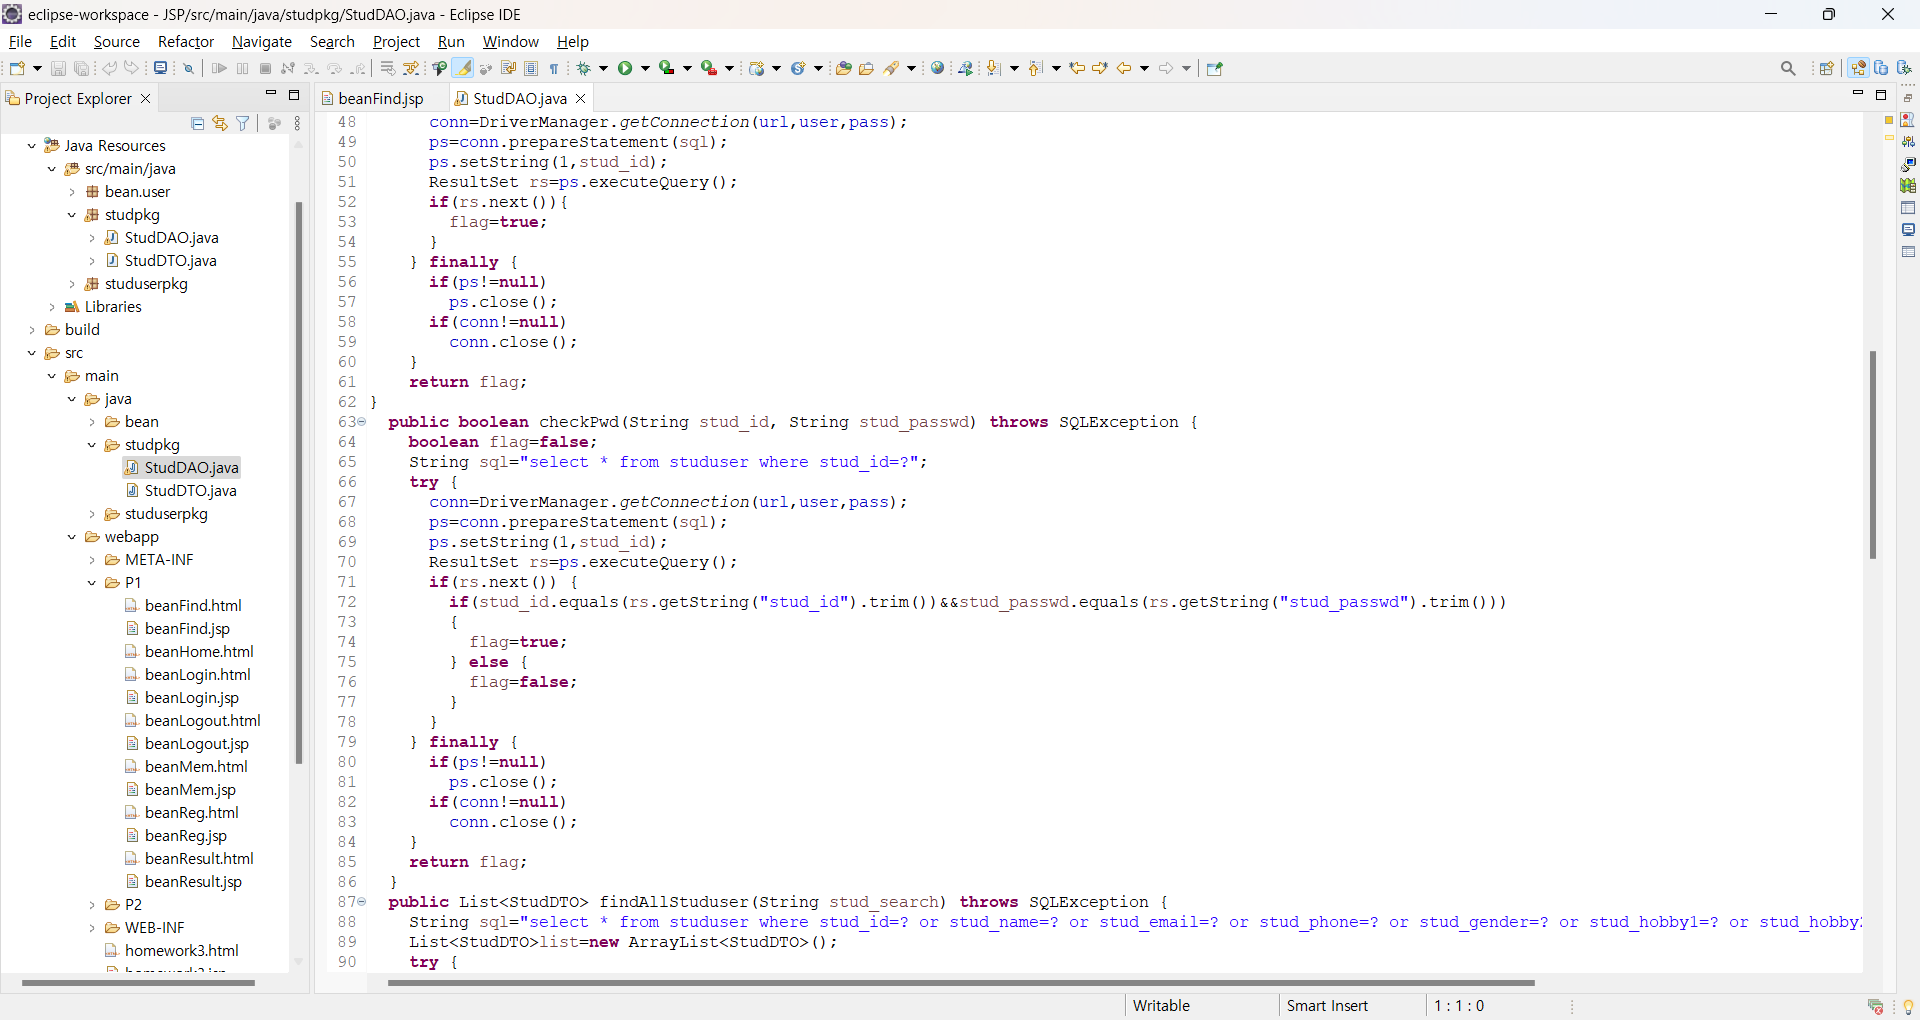 eclipse-workspace - JSP/src/main/java/studpkg/StudDAO.java - Eclipse IDE
File Edit Source Refactor Navigate Search Project Run Window Help
Project Explorer
beanFind.jsp
StudDAO.java
Java Resources
src/main/java
bean.user
studpkg
StudDAO.java
StudDTO.java
studuserpkg
Libraries
build
src
main
java
bean
studpkg
StudDAO.java
StudDTO.java
studuserpkg
webapp
META-INF
P1
beanFind.html
beanFind.jsp
beanHome.html
beanLogin.html
beanLogin.jsp
beanLogout.html
beanLogout.jsp
beanMem.html
beanMem.jsp
beanReg.html
beanReg.jsp
beanResult.html
beanResult.jsp
P2
WEB-INF
homework3.html
48 conn=DriverManager.getConnection(url,user,pass);
49 ps=conn.prepareStatement(sql);
50 ps.setString(1,stud_id);
51 ResultSet rs=ps.executeQuery();
52 if(rs.next()){
53 flag=true;
54 }
55 } finally {
56 if(ps!=null)
57 ps.close();
58 if(conn!=null)
59 conn.close();
60 }
61 return flag;
62 }
63 public boolean checkPwd(String stud_id, String stud_passwd) throws SQLException {
64 boolean flag=false;
65 String sql="select * from studuser where stud_id=?";
66 try {
67 conn=DriverManager.getConnection(url,user,pass);
68 ps=conn.prepareStatement(sql);
69 ps.setString(1,stud_id);
70 ResultSet rs=ps.executeQuery();
71 if(rs.next()) {
72 if(stud_id.equals(rs.getString("stud_id").trim())&&stud_passwd.equals(rs.getString("stud_passwd").trim()))
73 {
74 flag=true;
75 } else {
76 flag=false;
77 }
78 }
79 } finally {
80 if(ps!=null)
81 ps.close();
82 if(conn!=null)
83 conn.close();
84 }
85 return flag;
86 }
87 public List<StudDTO> findAllStuduser(String stud_search) throws SQLException {
88 String sql="select * from studuser where stud_id=? or stud_name=? or stud_email=? or stud_phone=? or stud_gender=? or stud_hobby1=? or stud_hobby
89 List<StudDTO>list=new ArrayList<StudDTO>();
90 try {
Writable
Smart Insert
1 : 1 : 0